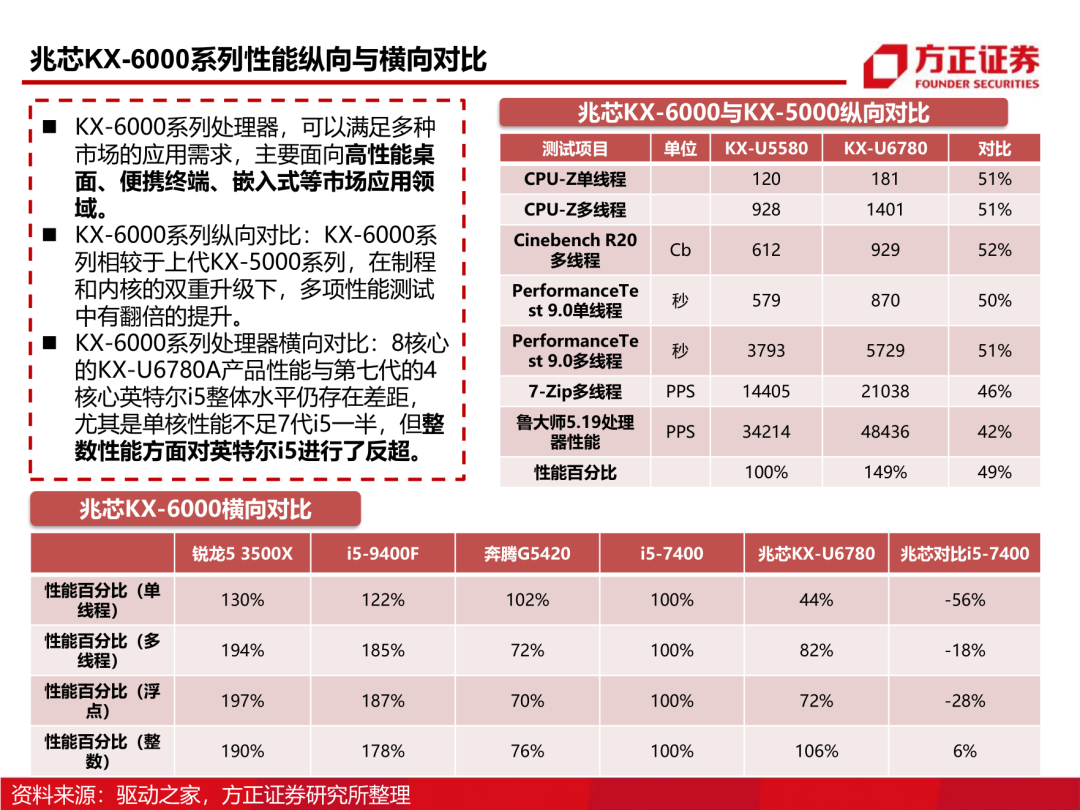 兆芯KX-6000系列性能纵向与横向对比
方正证券
FOUNDER SECURITIES
■ KX-6000系列处理器，可以满足多种
市场的应用需求，主要面向高性能桌
面、便携终端、嵌入式等市场应用领
域。
■ KX-6000系列纵向对比：KX-6000系
列相较于上代KX-5000系列，在制程
和内核的双重升级下，多项性能测试
中有翻倍的提升。
■ KX-6000系列处理器横向对比：8核心
的KX-U6780A产品性能与第七代的4
核心英特尔i5整体水平仍存在差距，
尤其是单核性能不足7代i5一半，但整
数性能方面对英特尔i5进行了反超。
兆芯KX-6000与KX-5000纵向对比
测试项目 单位 KX-U5580 KX-U6780 对比
CPU-Z单线程 120 181 51%
CPU-Z多线程 928 1401 51%
Cinebench R20
多线程 Cb 612 929 52%
PerformanceTe
st 9.0单线程 秒 579 870 50%
PerformanceTe
st 9.0多线程 秒 3793 5729 51%
7-Zip多线程 PPS 14405 21038 46%
鲁大师5.19处理
器性能 PPS 34214 48436 42%
性能百分比 100% 149% 49%
兆芯KX-6000横向对比
锐龙5 3500X i5-9400F 奔腾G5420 i5-7400 兆芯KX-U6780 兆芯对比i5-7400
性能百分比（单
线程） 130% 122% 102% 100% 44% -56%
性能百分比（多
线程） 194% 185% 72% 100% 82% -18%
性能百分比（浮
点） 197% 187% 70% 100% 72% -28%
性能百分比（整
数） 190% 178% 76% 100% 106% 6%
资料来源：驱动之家，方正证券研究所整理